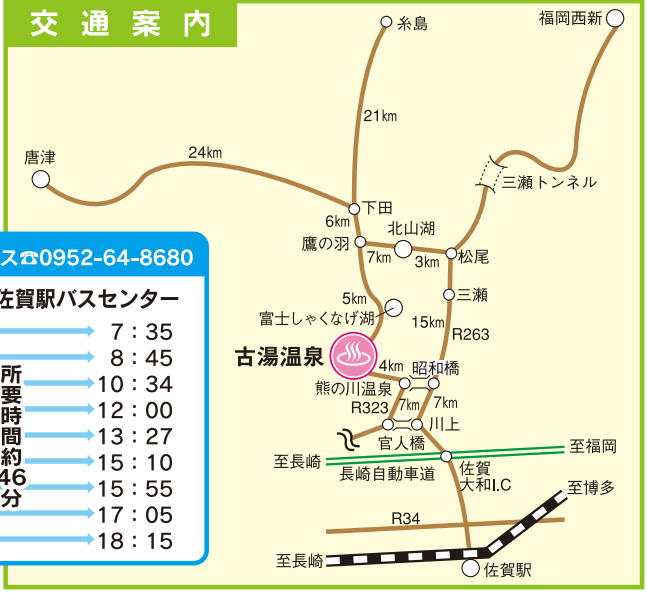 交通案内
糸島
福岡西新
21km
唐津
24km
三瀬トンネル
下田
6km
北山湖
鷹の羽
7km
3km
松尾
ス☎0952-64-8680
佐賀駅バスセンター
7:35
8:45
10:34
12:00
13:27
15:10
15:55
17:05
18:15
所要時間約46分
5km
三瀬
富士しゃくなげ湖
15km
R263
古湯温泉
4km
昭和橋
熊の川温泉
R323
7km
7km
川上
官人橋
至長崎
至福岡
長崎自動車道
佐賀
大和I.C
至博多
R34
至長崎
佐賀駅